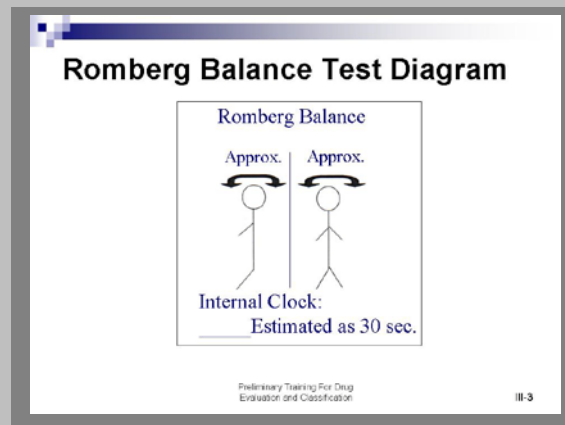 Romberg Balance Test Diagram
Romberg Balance
Approx. Approx.
Internal Clock:
______Estimated as 30 sec.
Preliminary Training For Drug
Evaluation and Classification
III-3